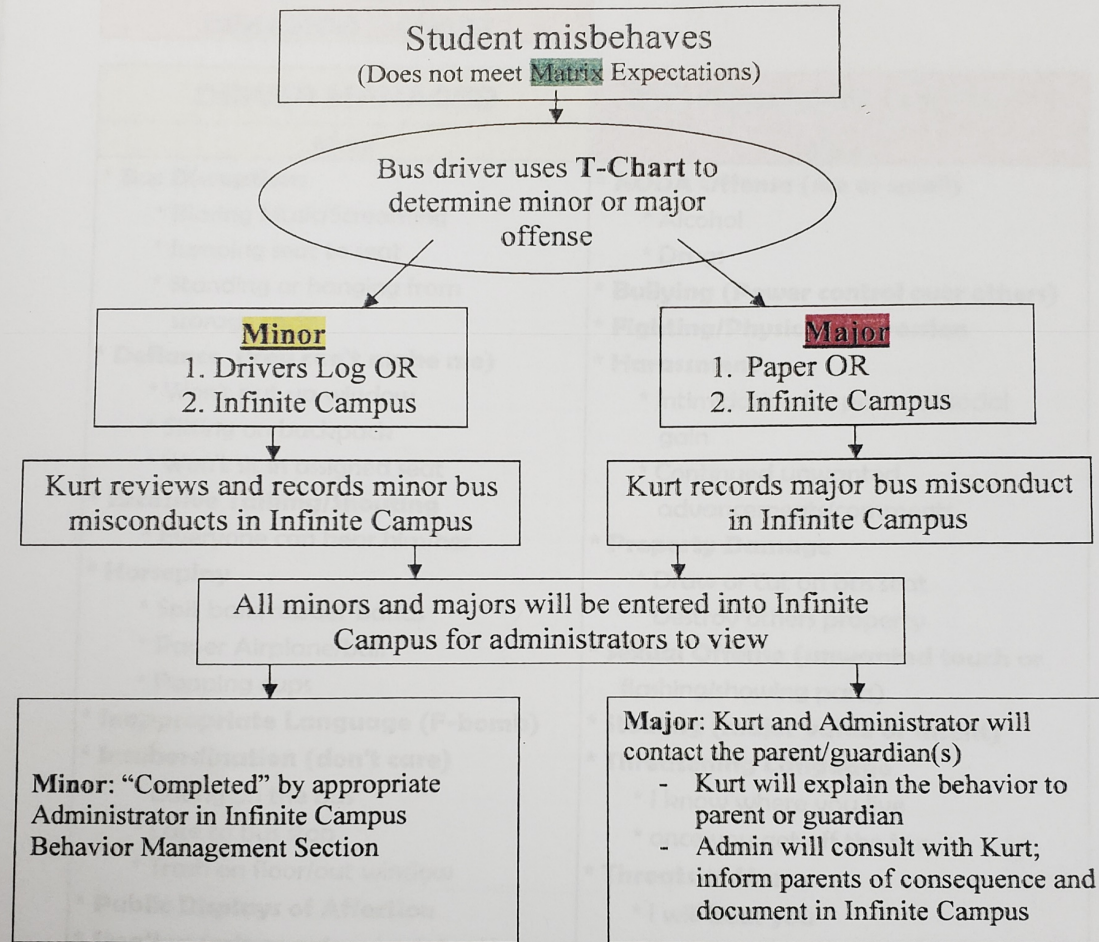 Student misbehaves
(Does not meet Matrix Expectations)
Bus driver uses T-Chart to
determine minor or major
offense
Minor
1. Drivers Log OR
2. Infinite Campus
Major
1. Paper OR
2. Infinite Campus
Kurt reviews and records minor bus
misconducts in Infinite Campus
Kurt records major bus misconduct
in Infinite Campus
All minors and majors will be entered into Infinite
Campus for administrators to view
Minor: “Completed” by appropriate
Administrator in Infinite Campus
Behavior Management Section
Major: Kurt and Administrator will
contact the parent/guardian(s)
- Kurt will explain the behavior to
parent or guardian
- Admin will consult with Kurt;
inform parents of consequence and
document in Infinite Campus